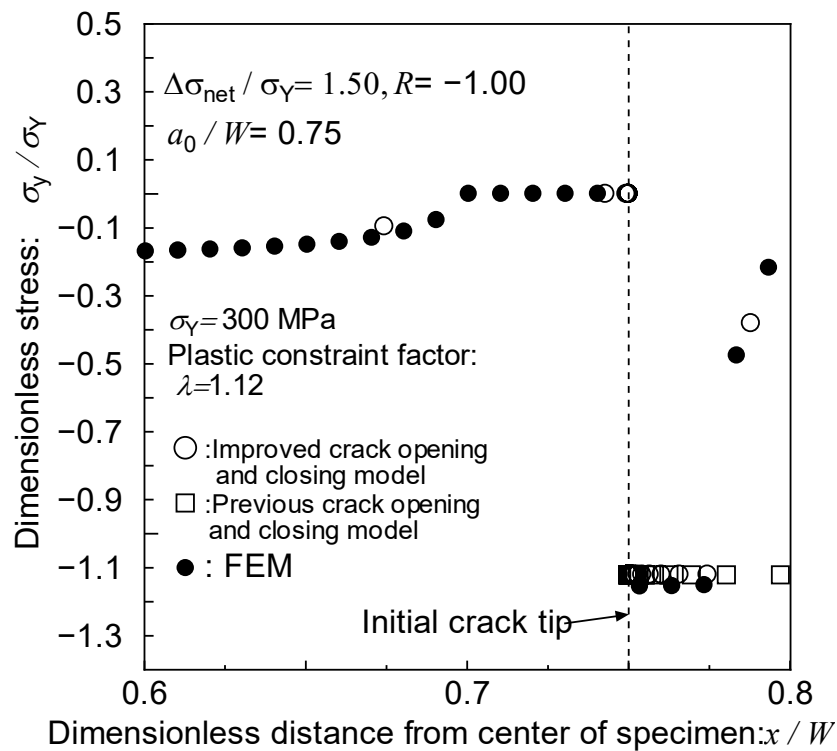 0.5
0.3
0.1
−0.1
−0.3
−0.5
−0.7
−0.9
−1.1
−1.3
Dimensionless stress: σy / σY
Δσnet / σY= 1.50, R= −1.00
a0 / W= 0.75
σY=300 MPa
Plastic constraint factor:
λ=1.12
:Improved crack opening
and closing model
:Previous crack opening
and closing model
: FEM
Initial crack tip
0.6 0.7 0.8
Dimensionless distance from center of specimen:x / W